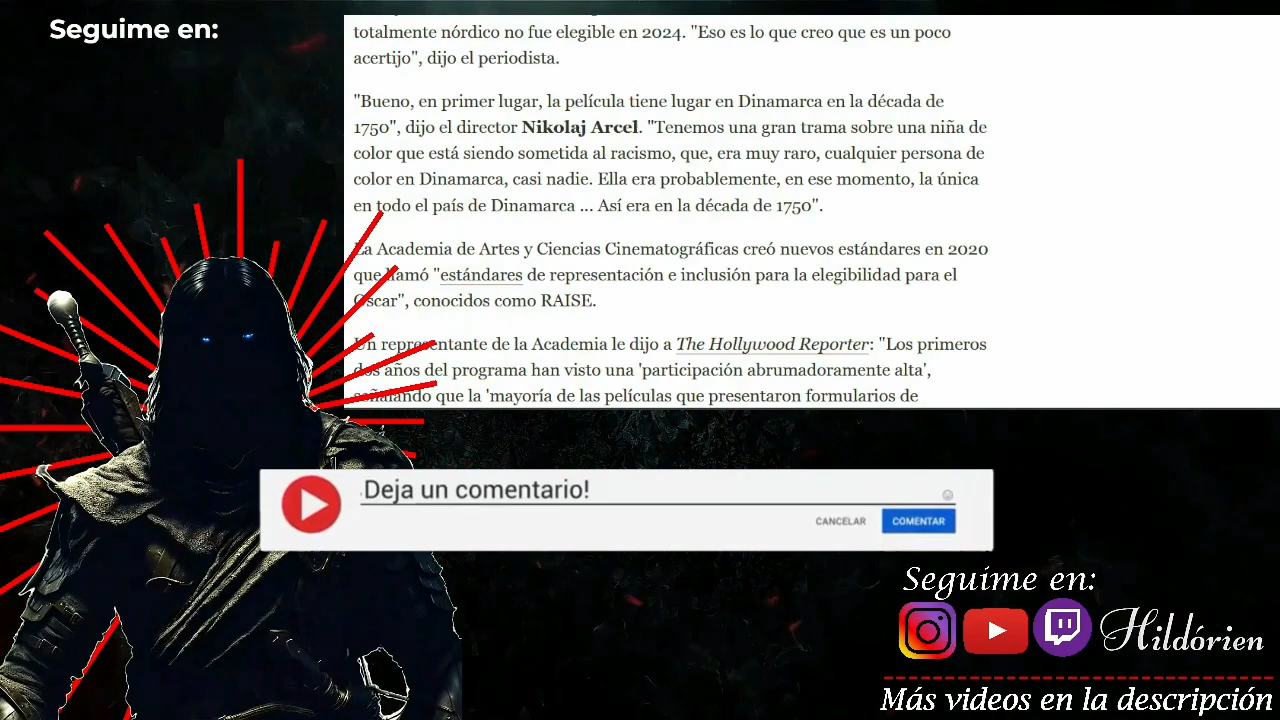 Seguime en:
totalmente nórdico no fue elegible en 2024. "Eso es lo que creo que es un poco
acertijo", dijo el periodista.
"Bueno, en primer lugar, la película tiene lugar en Dinamarca en la década de
1750", dijo el director Nikolaj Arcel. "Tenemos una gran trama sobre una niña de
color que está siendo sometida al racismo, que, era muy raro, cualquier persona de
color en Dinamarca, casi nadie. Ella era probablemente, en ese momento, la única
en todo el país de Dinamarca ... Así era en la década de 1750".
La Academia de Artes y Ciencias Cinematográficas creó nuevos estándares en 2020
que llamó "estándares de representación e inclusión para la elegibilidad para el
Oscar", conocidos como RAISE.
Un representante de la Academia le dijo a The Hollywood Reporter: "Los primeros
dos años del programa han visto una 'participación abrumadoramente alta',
señalando que la 'mayoría de las películas que presentaron formularios de
Deja un comentario!
CANCELAR COMENTAR
Seguime en:
Hildórien
Más videos en la descripción